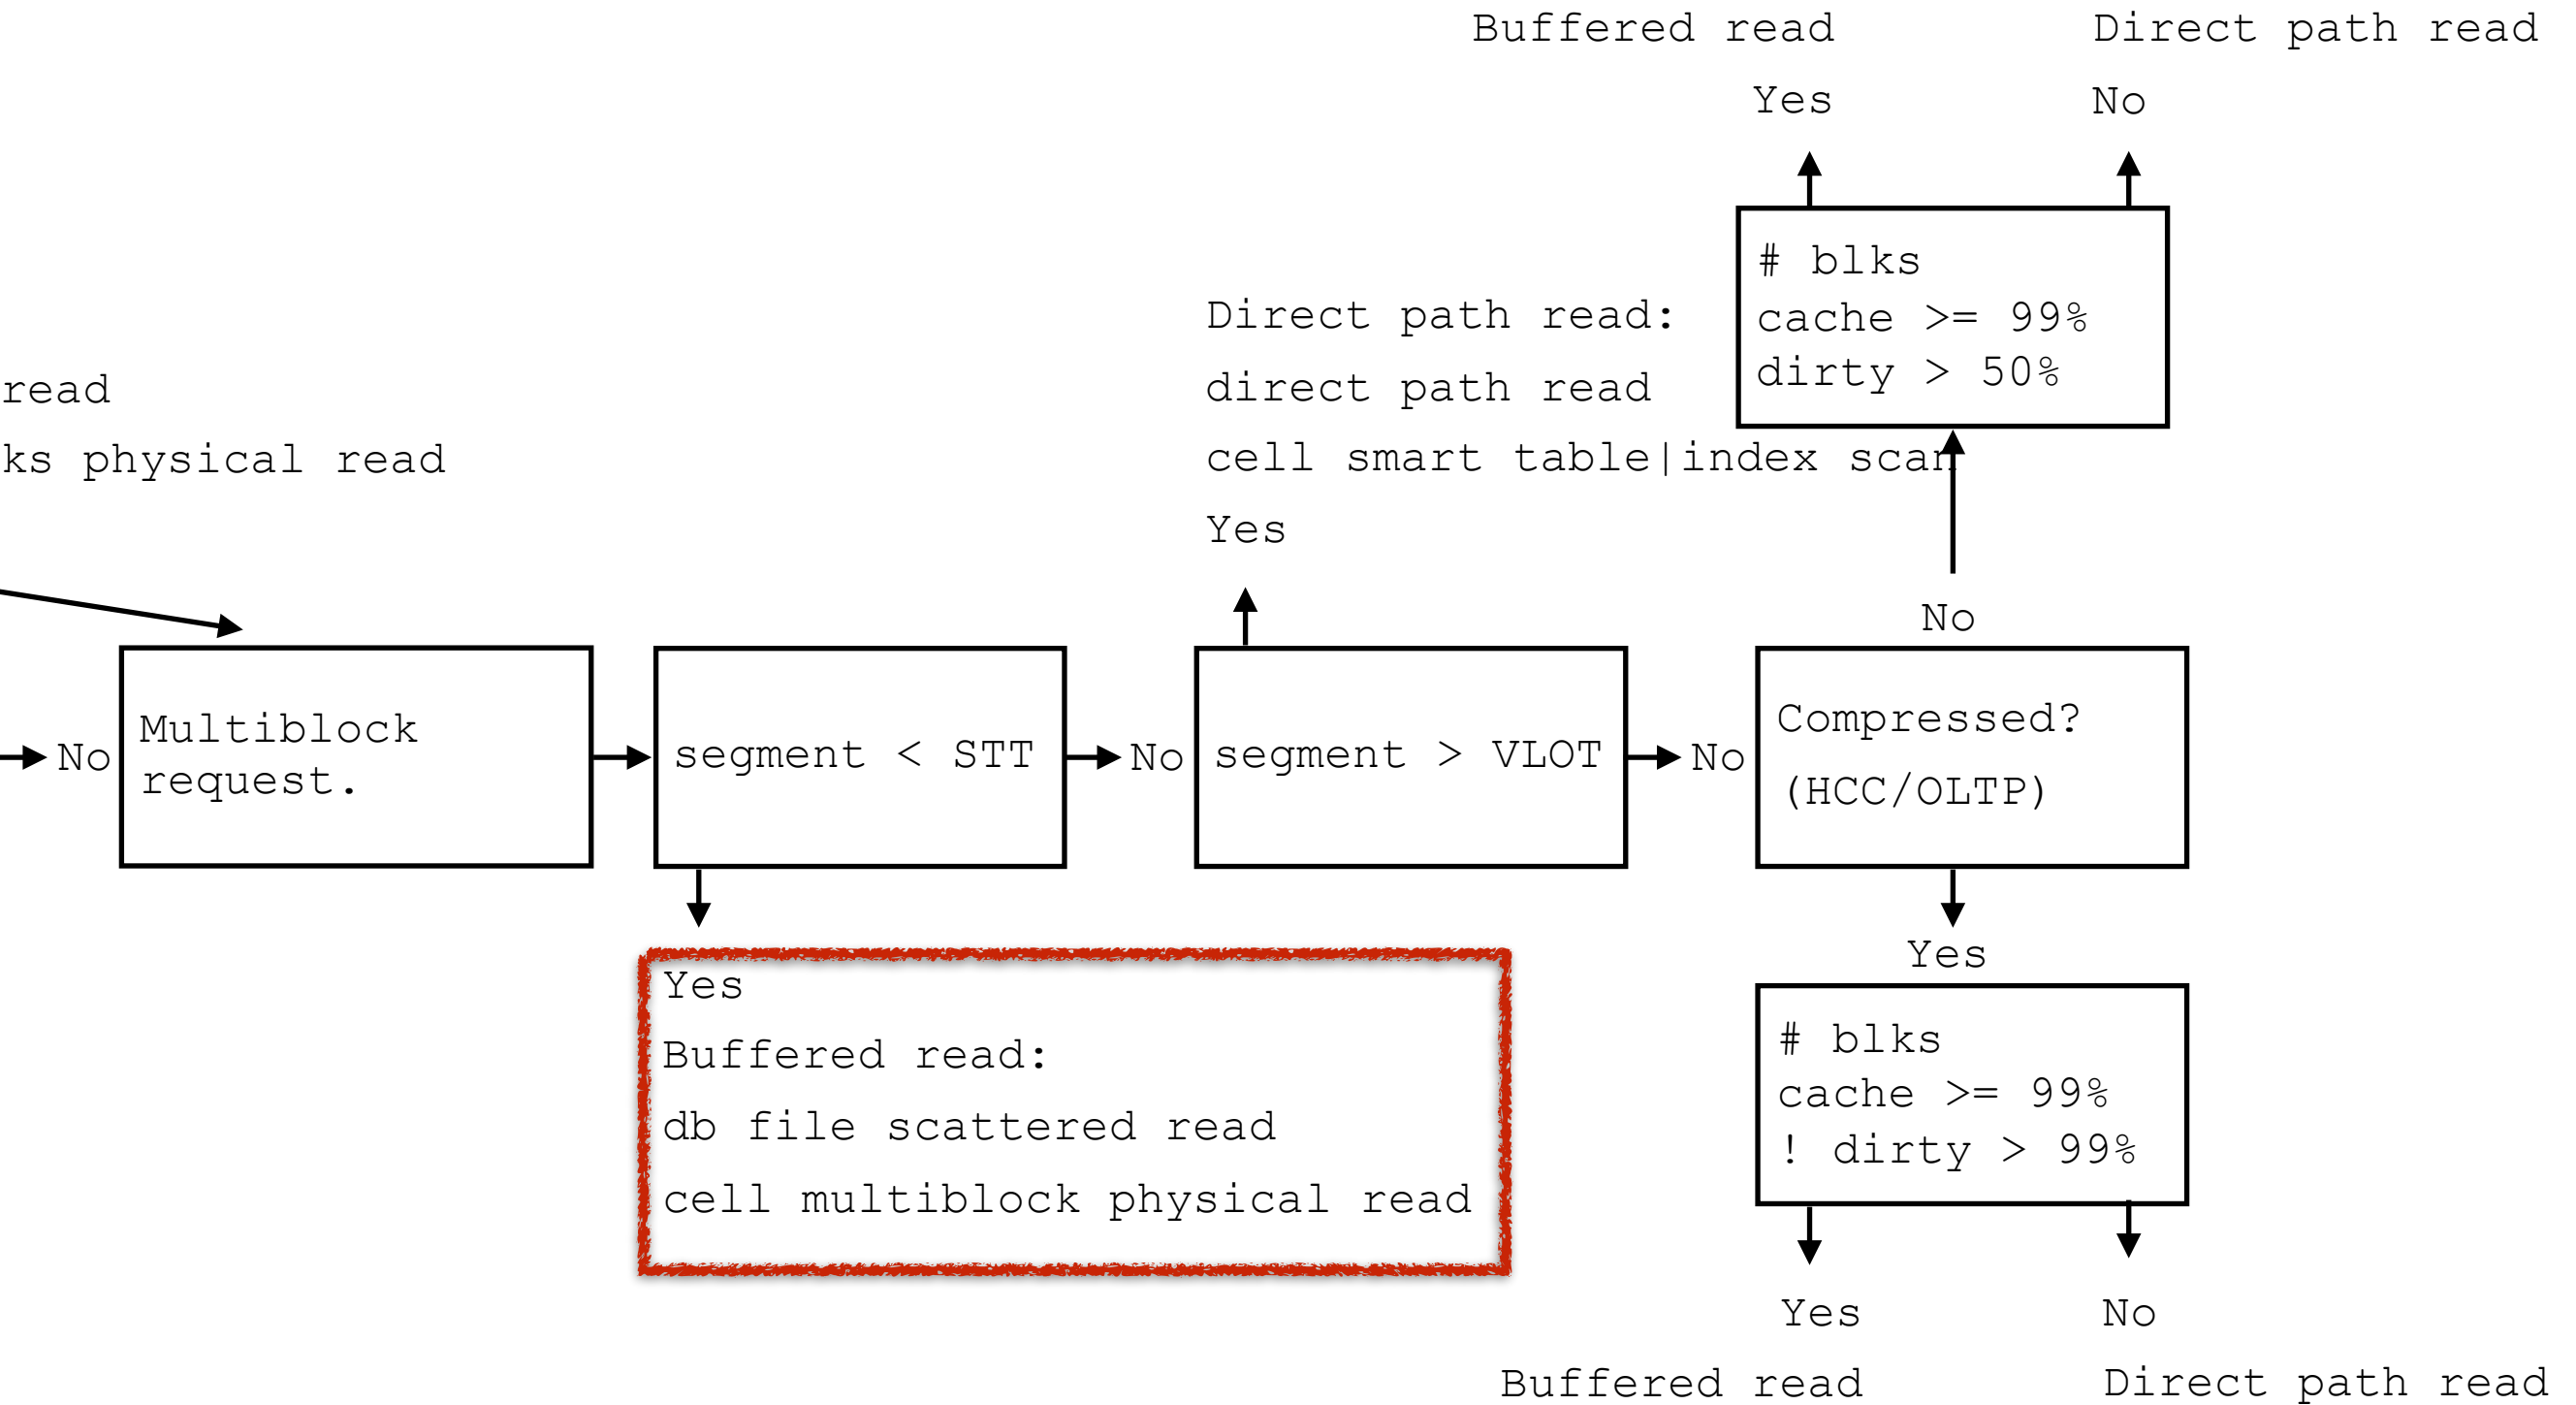 Buffered read
Direct path read
Yes
No
# blks
cache >= 99%
dirty > 50%
Direct path read:
direct path read
cell smart table|index scan
Yes
read
ks physical read
No
No
Multiblock
request.
segment < STT
No
segment > VLOT
No
Compressed?
(HCC/OLTP)
Yes
Buffered read:
db file scattered read
cell multiblock physical read
Yes
# blks
cache >= 99%
! dirty > 99%
Yes
No
Buffered read
Direct path read